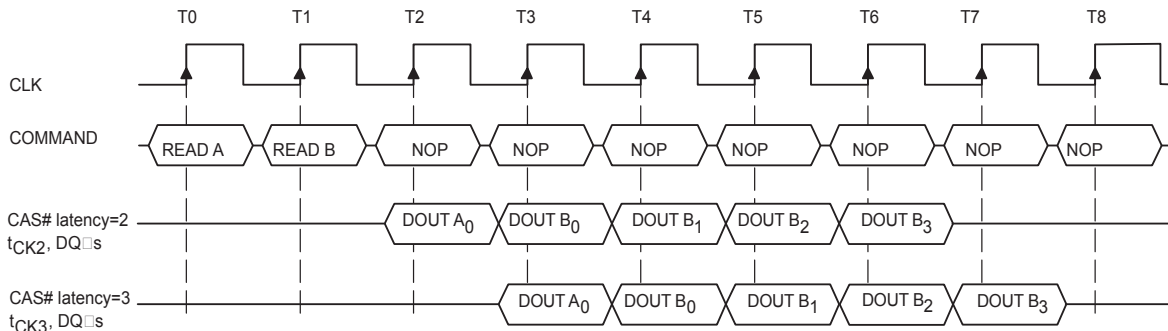 T0 T1 T2 T3 T4 T5 T6 T7 T8
CLK
COMMAND READ A READ B NOP NOP NOP NOP NOP NOP NOP
CAS# latency=2 DOUT A0 DOUT B0 DOUT B1 DOUT B2 DOUT B3
tCK2, DQ□s
CAS# latency=3 DOUT A0 DOUT B0 DOUT B1 DOUT B2 DOUT B3
tCK3, DQ□s